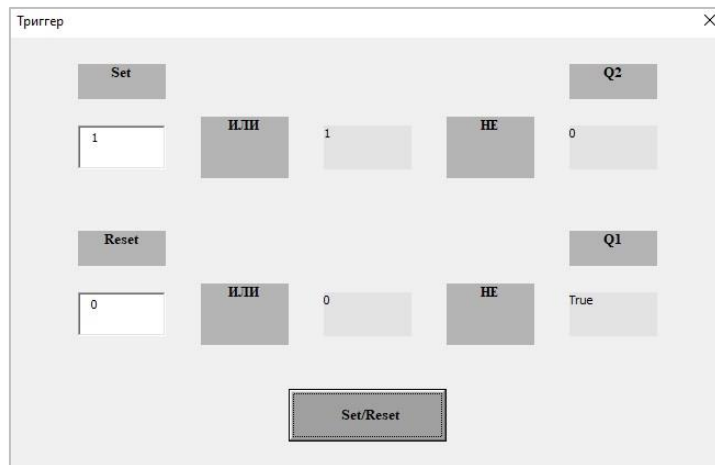 Триггер
Set
Q2
1
ИЛИ
1
НЕ
0
Reset
Q1
0
ИЛИ
0
НЕ
True
Set/Reset